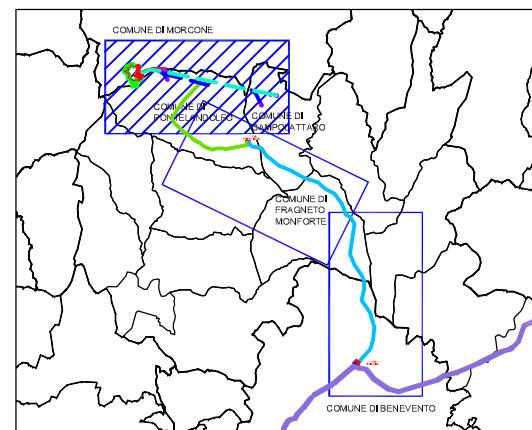 COMUNE DI MORCONE
COMUNE DI
PONTELANDOLFO
COMUNE DI
CAMPOLATTARO
COMUNE DI
FRAGNETO
MONFORTE
COMUNE DI BENEVENTO